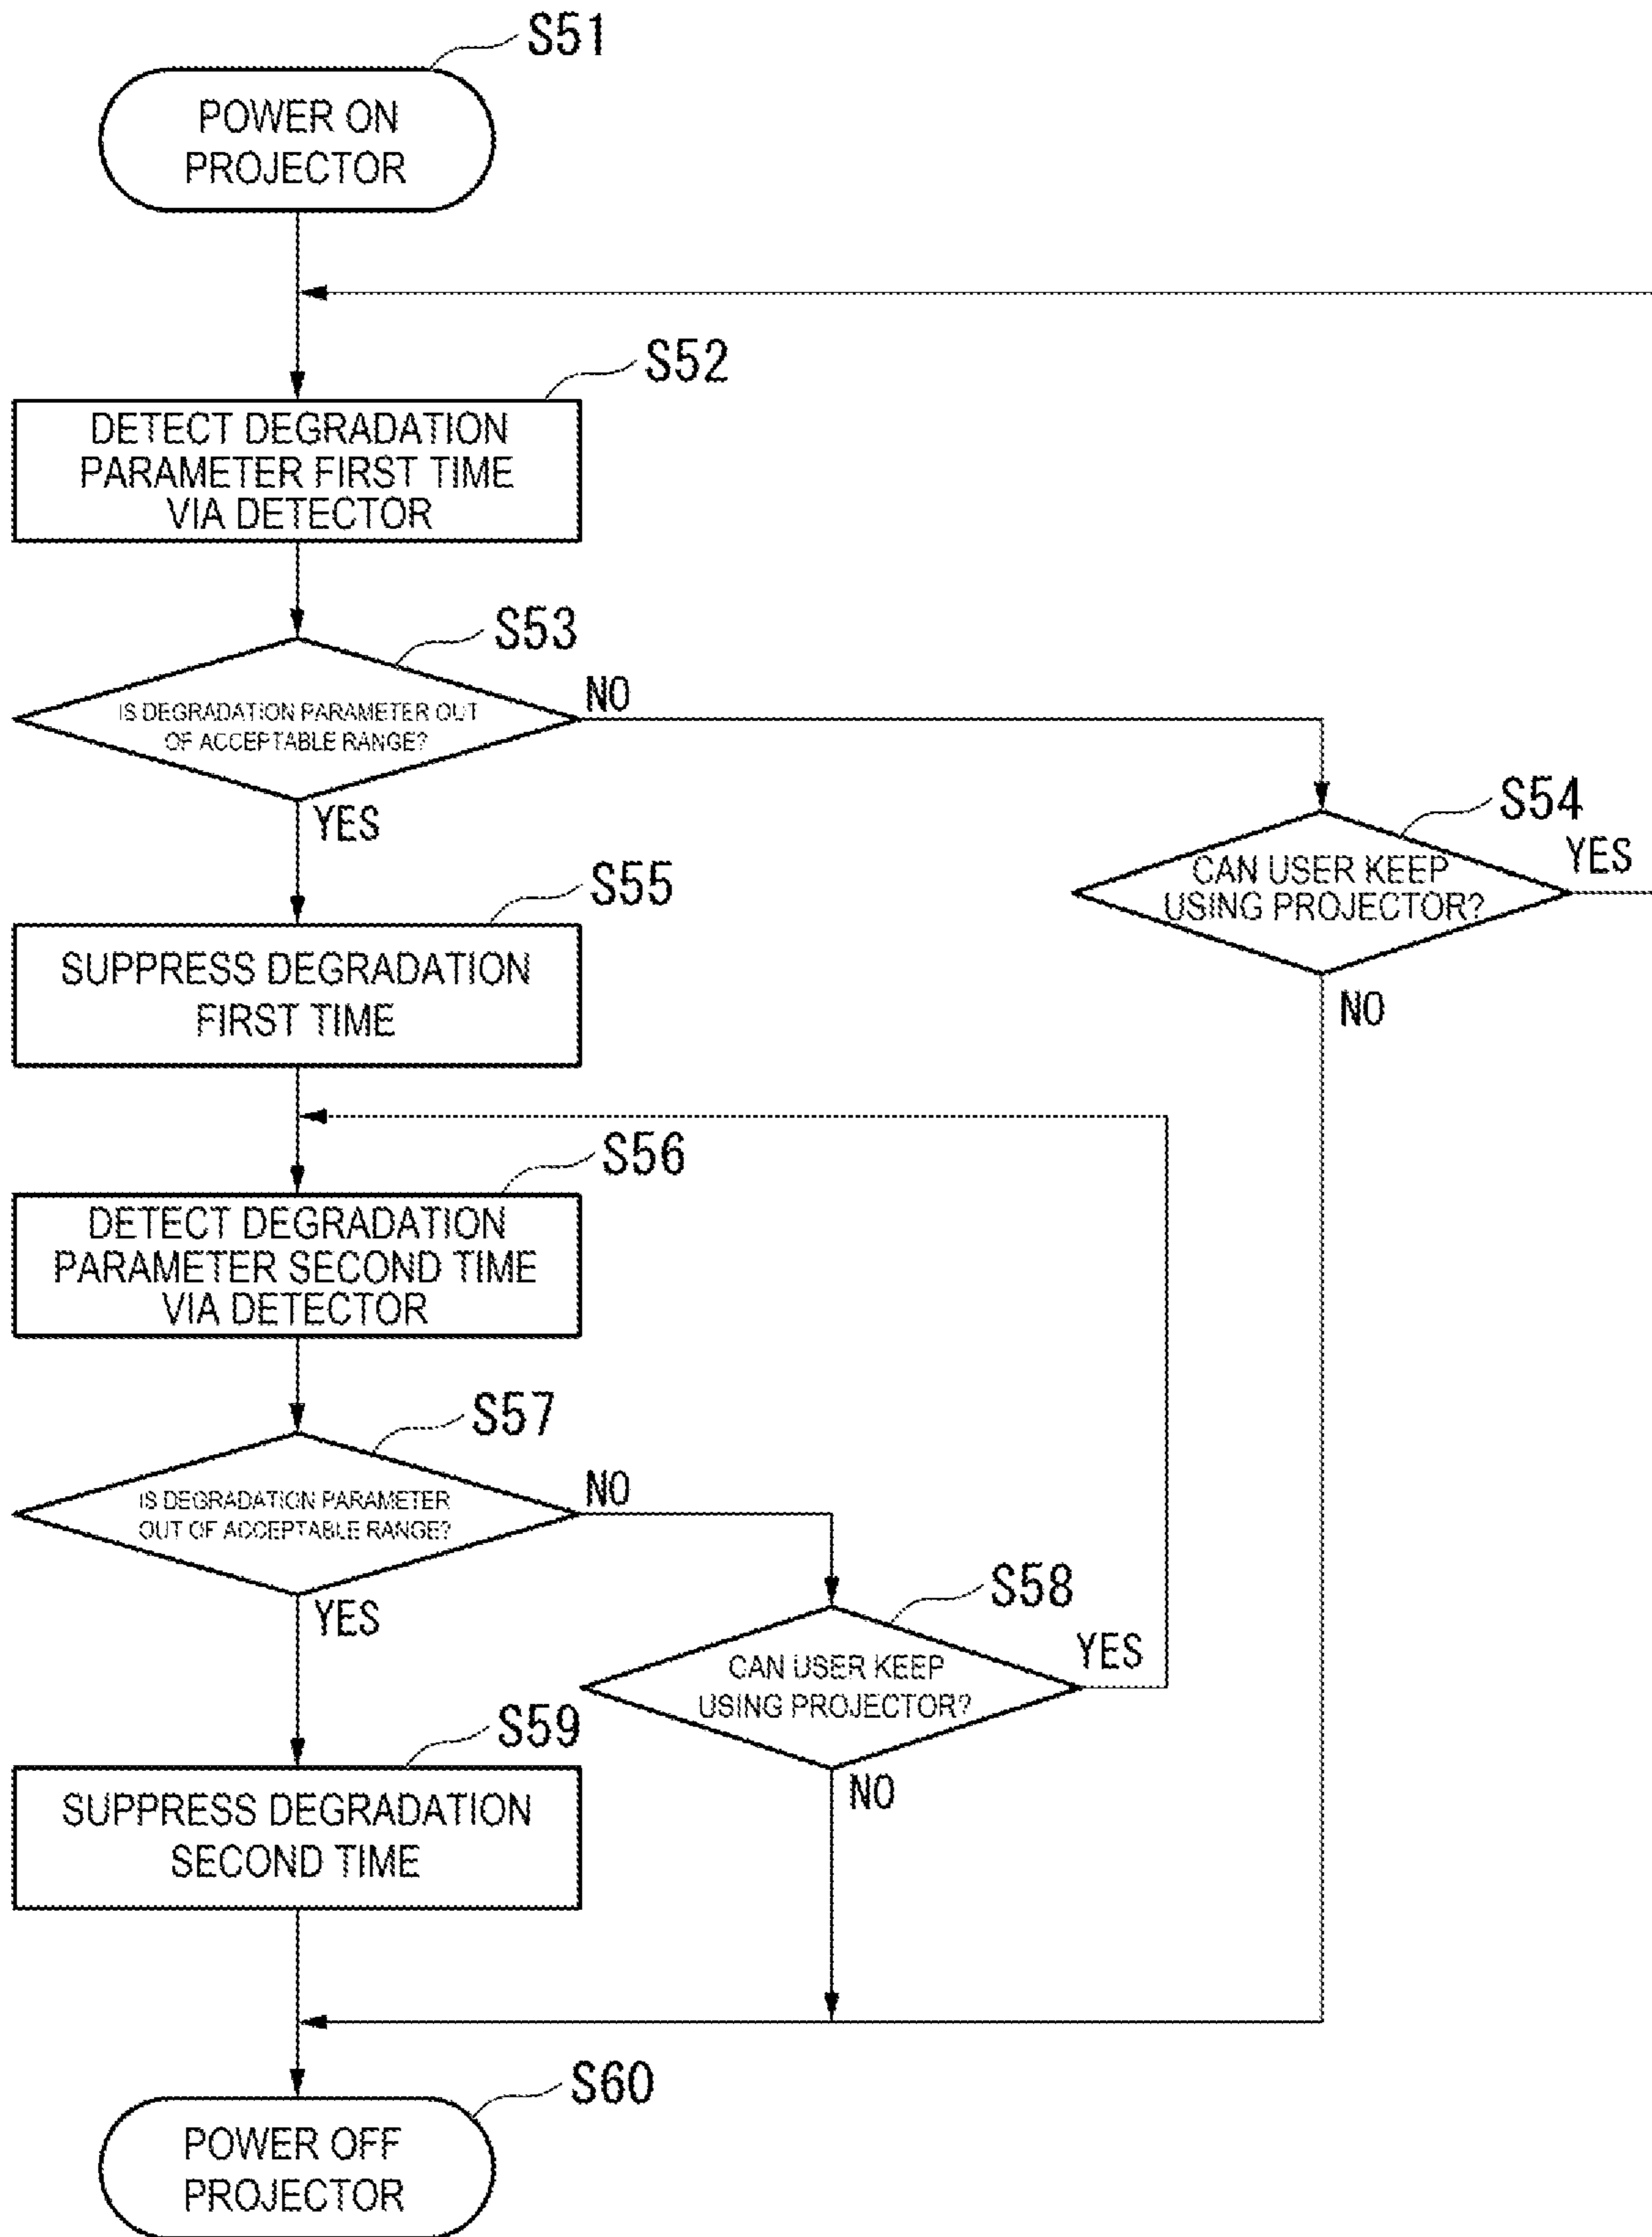 S51
POWER ON
PROJECTOR
S52
DETECT DEGRADATION
PARAMETER FIRST TIME
VIA DETECTOR
S53
IS DEGRADATION PARAMETER OUT
OF ACCEPTABLE RANGE?
NO
YES
S54
CAN USER KEEP
USING PROJECTOR?
YES
NO
S55
SUPPRESS DEGRADATION
FIRST TIME
S56
DETECT DEGRADATION
PARAMETER SECOND TIME
VIA DETECTOR
S57
IS DEGRADATION PARAMETER
OUT OF ACCEPTABLE RANGE?
NO
YES
S58
CAN USER KEEP
USING PROJECTOR?
YES
NO
S59
SUPPRESS DEGRADATION
SECOND TIME
S60
POWER OFF
PROJECTOR